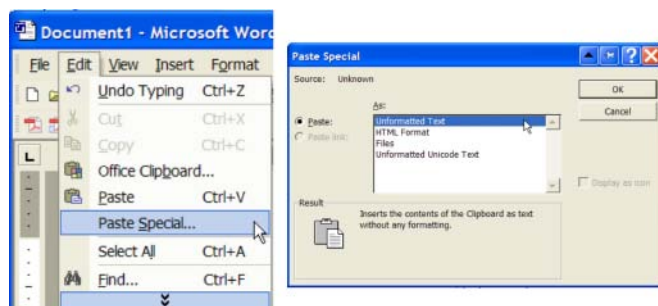 Document1 - Microsoft Word
File Edit View Insert Format
Undo Typing Ctrl+Z
Cut Ctrl+X
Copy Ctrl+C
Office Clipboard...
Paste Ctrl+V
Paste Special...
Select All Ctrl+A
Find... Ctrl+F
L
Paste Special
Source: Unknown
As:
Paste:
Paste link:
Unformatted Text
HTML Format
Files
Unformatted Unicode Text
OK
Cancel
Display as icon
Result
Inserts the contents of the Clipboard as text
without any formatting.